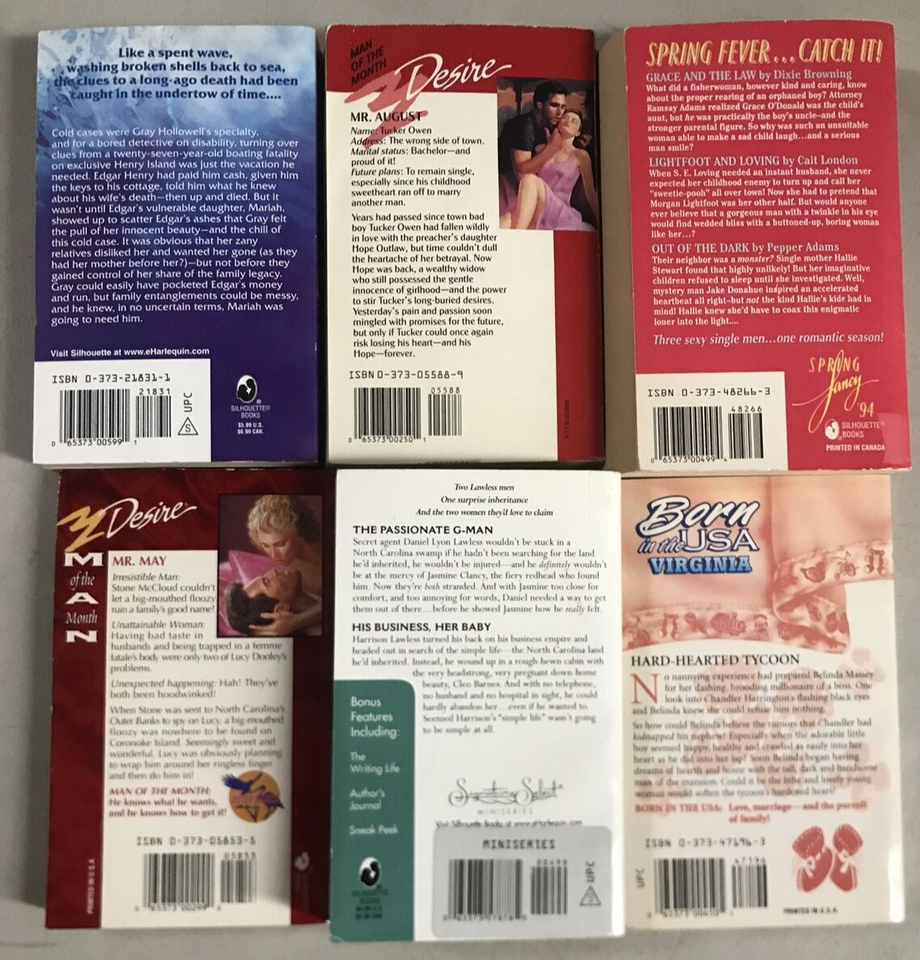 Like a spent wave,
washing broken shells back to sea,
the clues to a long-ago death had been
caught in the undertow of time....
Cold cases were Gray Hollowell's specialty,
and for a bored detective on disability, turning over
clues from a twenty-seven-year-old boating fatality
on exclusive Henry Island was just the vacation he
needed. Edgar Henry had paid him cash, given him
the keys to his cottage, told him what he knew
about his wife's death—then up and died. But it
wasn't until Edgar's vulnerable daughter, Mariah,
showed up to scatter Edgar's ashes that Gray felt
the pull of her innocent beauty—and the chill of
this cold case. It was obvious that her zany
relatives disliked her and wanted her gone (as they
had her mother before her?)—but not before they
gained control of her share of the family legacy.
Gray could easily have pocketed Edgar's money
and run, but family entanglements could be messy,
and he knew, in no uncertain terms, Mariah was
going to need him.
Visit Silhouette at www.eHarlequin.com
ISBN 0-373-21831-1
21831
UPC
0 65373 00599 1
SILHOUETTE®
BOOKS
$5.99 U.S.
$6.99 CAN.
MAN
OF THE
MONTH
Desire
MR. AUGUST
Name: Tucker Owen
Address: The wrong side of town.
Marital status: Bachelor—and
proud of it!
Future plans: To remain single,
especially since his childhood
sweetheart ran off to marry
another man.
Years had passed since town bad
boy Tucker Owen had fallen wildly
in love with the preacher's daughter
Hope Outlaw, but time couldn't dull
the heartache of her betrayal. Now
Hope was back, a wealthy widow
who still possessed the gentle
innocence of girlhood—and the power
to stir Tucker's long-buried desires.
Yesterday's pain and passion soon
mingled with promises for the future,
but only if Tucker could once again
risk losing his heart—and his
Hope—forever.
ISBN 0-373-05588-9
05588
0 65373 00250 1
PRINTED IN U.S.A.
SPRING FEVER... CATCH IT!
GRACE AND THE LAW by Dixie Browning
What did a fisherwoman, however kind and caring, know
about the proper rearing of an orphaned boy? Attorney
Ramsay Adams realized Grace O'Donald was the child's
aunt, but he was practically the boy's uncle—and the
stronger parental figure. So why was such an unsuitable
woman able to make a sad child laugh...and a serious
man smile?
LIGHTFOOT AND LOVING by Cait London
When S. E. Loving needed an instant husband, she never
expected her childhood enemy to turn up and call her
"sweetie-pooh" all over town! Now she had to pretend that
Morgan Lightfoot was her other half. But would anyone
ever believe that a gorgeous man with a twinkle in his eye
would find wedded bliss with a buttoned-up, boring woman
like her...?
OUT OF THE DARK by Pepper Adams
Their neighbor was a monster? Single mother Hallie
Stewart found that highly unlikely! But her imaginative
children refused to sleep until she investigated. Well,
mystery man Jake Donahue inspired an accelerated
heartbeat all right—but not the kind Hallie's kids had in
mind! Hallie knew she'd have to coax this enigmatic
loner into the light....
Three sexy single men...one romantic season!
ISBN 0-373-48266-3
48266
0 65373 00499 4
SPRING
fancy
'94
SILHOUETTE
BOOKS
PRINTED IN CANADA
Desire
MAN
of the
Month
MR. MAY
Irresistible Man:
Stone McCloud couldn't
let a big-mouthed floozy
ruin a family's good name!
Unattainable Woman:
Having bad taste in
husbands and being trapped in a femme
fatale's body were only two of Lucy Dooley's
problems.
Unexpected happening: Hah! They've
both been hoodwinked!
When Stone was sent to North Carolina's
Outer Banks to spy on Lucy, a big-mouthed
floozy was nowhere to be found on
Coronoke Island. Seemingly sweet and
wonderful, Lucy was obviously planning
to wrap him around her ringless finger
and then do him in!
MAN OF THE MONTH:
He knows what he wants,
and he knows how to get it!
ISBN 0-373-05853-5
05853
PRINTED IN U.S.A.
Two Lawless men
One surprise inheritance
And the two women they'd love to claim
THE PASSIONATE G-MAN
Secret agent Daniel Lyon Lawless wouldn't be stuck in a
North Carolina swamp if he hadn't been searching for the land
he'd inherited, he wouldn't be injured—and he definitely wouldn't
be at the mercy of Jasmine Clancy, the fiery redhead who found
him. Now they're both stranded. And with Jasmine too close for
comfort, and too annoying for words, Daniel needed a way to get
them out of there...before he showed Jasmine how he really felt.
HIS BUSINESS, HER BABY
Harrison Lawless turned his back on his business empire and
headed out in search of the simple life—the North Carolina land
he'd inherited. Instead, he wound up in a rough-hewn cabin with
the very headstrong, very pregnant down-home
beauty, Cleo Barnes. And with no telephone,
no husband and no hospital in sight, he could
hardly abandon her...even if he wanted to.
Seemed Harrison's "simple life" wasn't going
to be simple at all.
Bonus
Features
Including:
The
Writing Life
Author's
Journal
Sneak Peek
Signature Select
MINISERIES
Visit Silhouette Books at www.eHarlequin.com
MINISERIES
UPC
SILHOUETTE
BOOKS
Born
in the USA
VIRGINIA
HARD-HEARTED TYCOON
No nannying experience had prepared Belinda Massey
for her dashing, brooding millionaire of a boss. One
look into Chandler Harrington's flashing black eyes
and Belinda knew she could refuse him nothing.
So how could Belinda believe the rumors that Chandler had
kidnapped his nephew? Especially when the adorable little
boy seemed happy, healthy and crawled as easily into her
heart as he did into her lap? Soon Belinda began having
dreams of hearth and home with the tall, dark and handsome
man of the mansion. Could it be the lithe and lovely young
woman would soften the tycoon's hardened heart?
BORN IN THE USA: Love, marriage—and the pursuit
of family!
ISBN 0-373-47196-3
47196
UPC
0 65373 00450 1
PRINTED IN U.S.A.